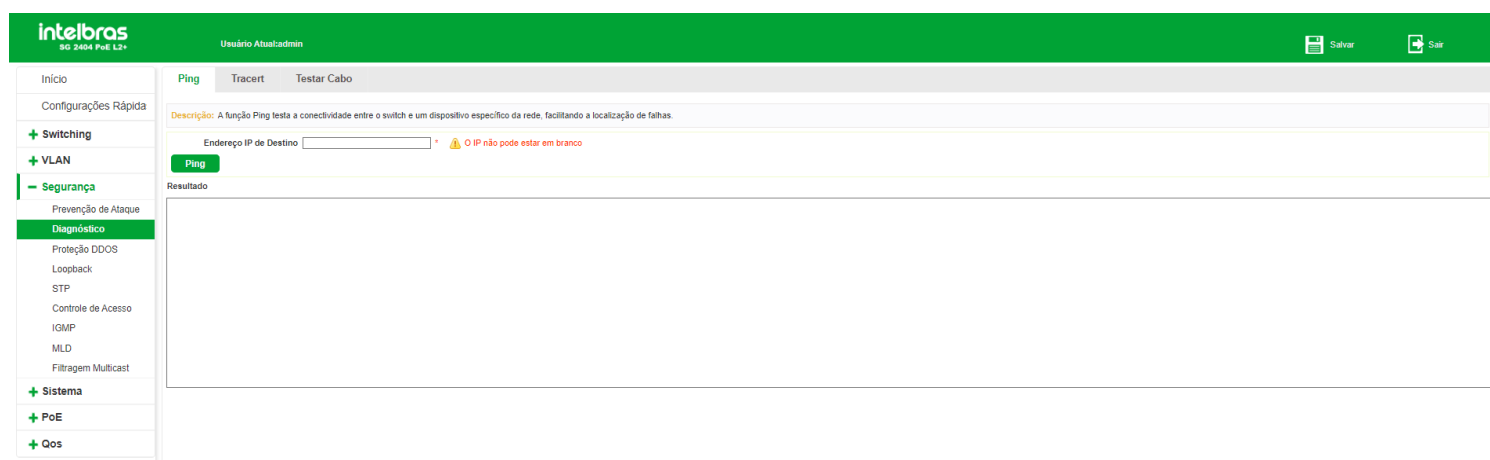 intelbras
SG 2404 PoE L2+
Usuário Atual:admin
Salvar
Sair
Início
Configurações Rápida
Switching
VLAN
Segurança
Prevenção de Ataque
Diagnóstico
Proteção DDOS
Loopback
STP
Controle de Acesso
IGMP
MLD
Filtragem Multicast
Sistema
PoE
Qos
Ping Tracert Testar Cabo
Descrição: A função Ping testa a conectividade entre o switch e um dispositivo específico da rede, facilitando a localização de falhas.
Endereço IP de Destino * O IP não pode estar em branco
Ping
Resultado